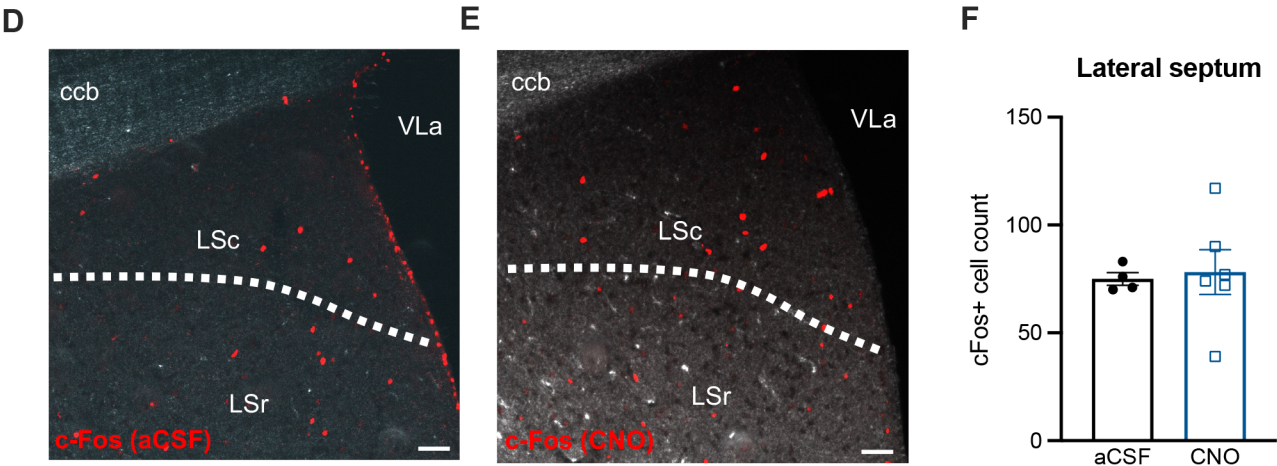 D
ccb
VLa
LSc
LSr
c-Fos (aCSF)
E
ccb
VLa
LSc
LSr
c-Fos (CNO)
F
Lateral septum
cFos+ cell count
150
100
50
0
aCSF
CNO